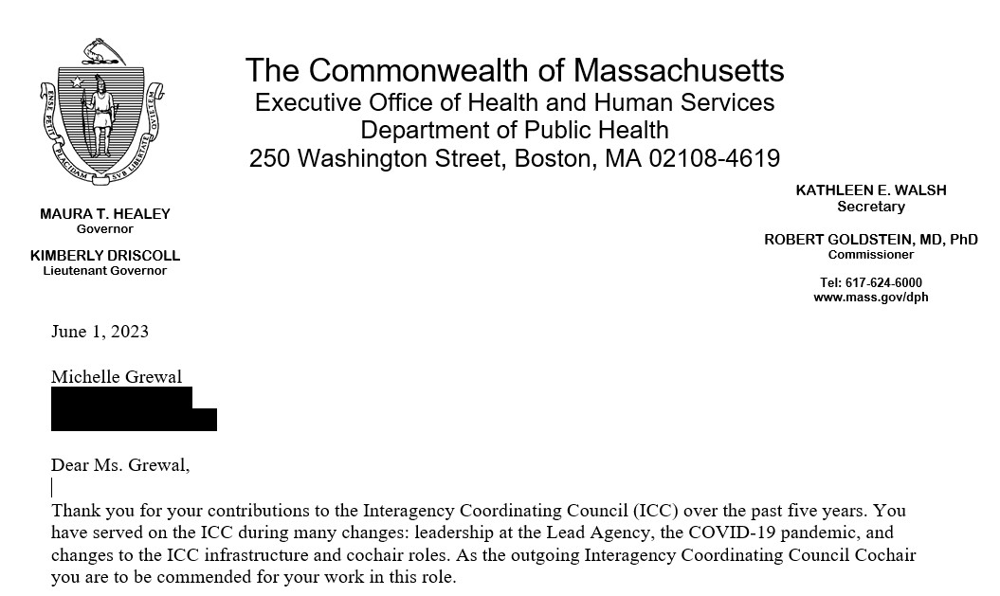 The Commonwealth of Massachusetts
Executive Office of Health and Human Services
Department of Public Health
250 Washington Street, Boston, MA 02108-4619
ENSE PETIT PLACIDAM SVB LIBERTATE QVIETEM
MAURA T. HEALEY
Governor
KIMBERLY DRISCOLL
Lieutenant Governor
KATHLEEN E. WALSH
Secretary
ROBERT GOLDSTEIN, MD, PhD
Commissioner
Tel: 617-624-6000
www.mass.gov/dph
June 1, 2023
Michelle Grewal
Dear Ms. Grewal,
Thank you for your contributions to the Interagency Coordinating Council (ICC) over the past five years. You
have served on the ICC during many changes: leadership at the Lead Agency, the COVID-19 pandemic, and
changes to the ICC infrastructure and cochair roles. As the outgoing Interagency Coordinating Council Cochair
you are to be commended for your work in this role.